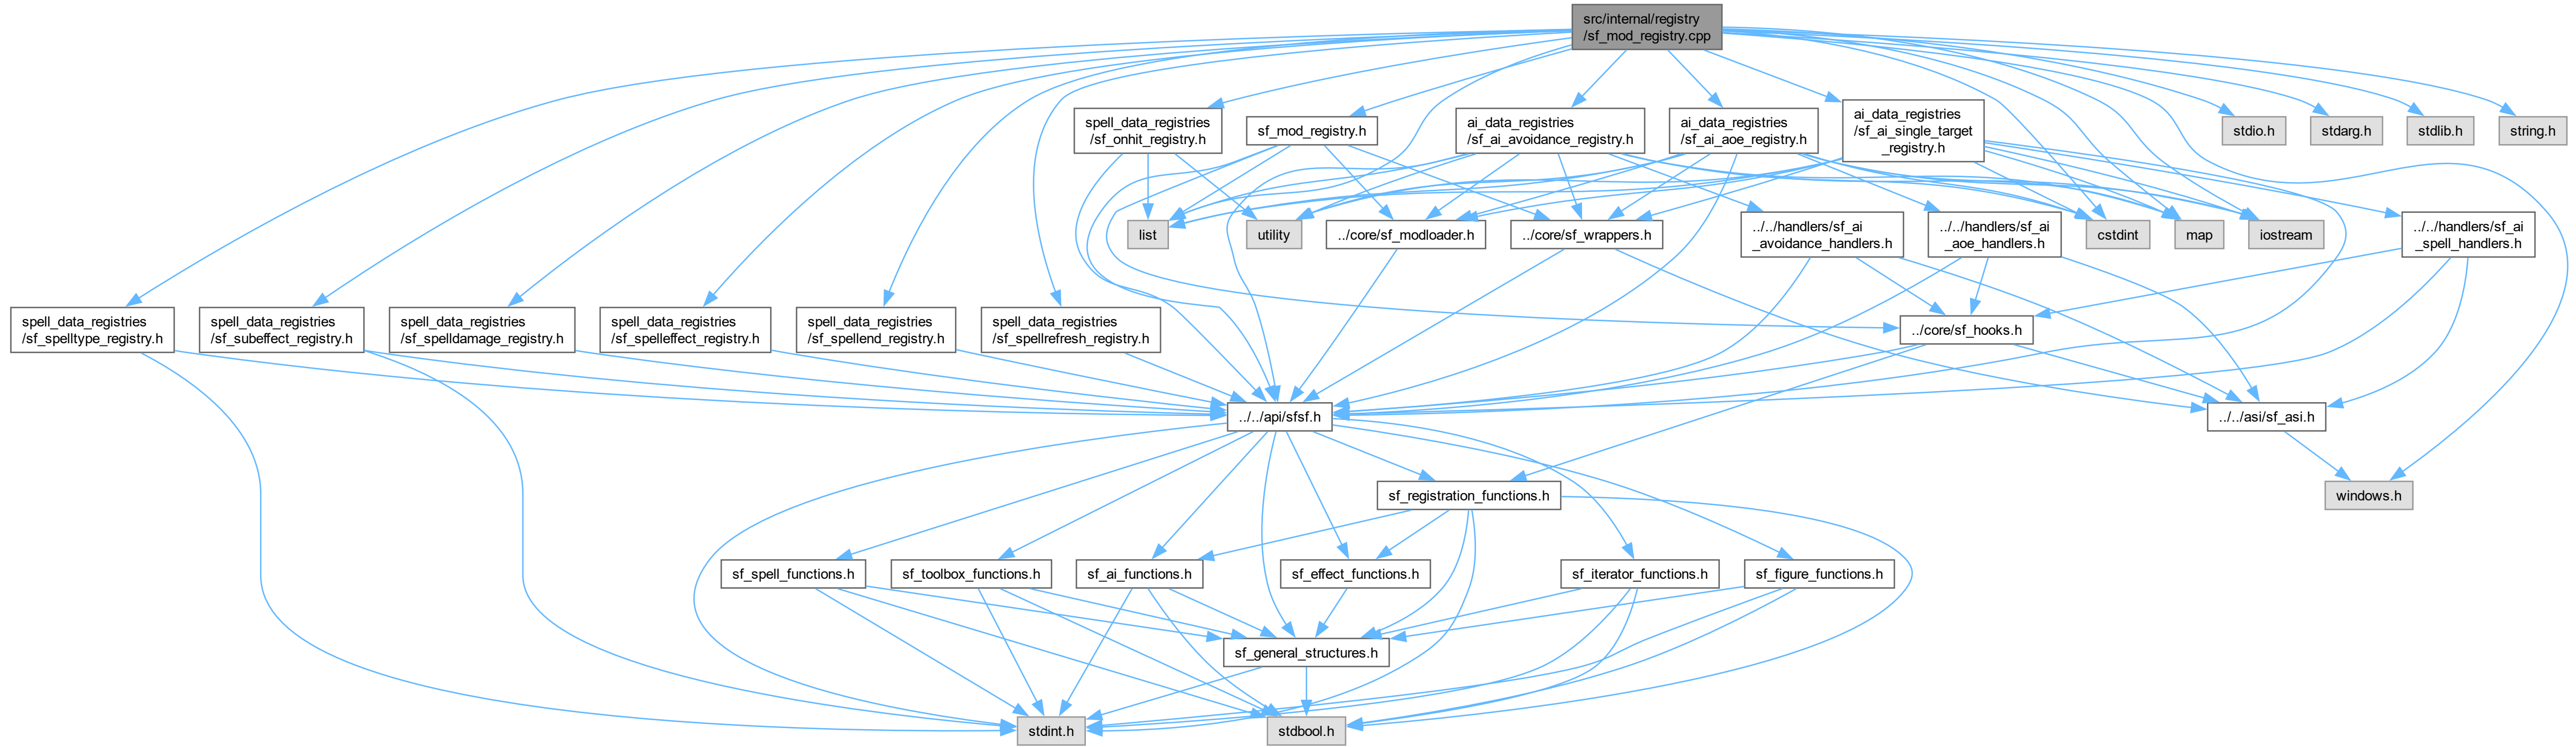 src/internal/registry
/sf_mod_registry.cpp
spell_data_registries
/sf_onhit_registry.h
sf_mod_registry.h
ai_data_registries
/sf_ai_avoidance_registry.h
ai_data_registries
/sf_ai_aoe_registry.h
ai_data_registries
/sf_ai_single_target
_registry.h
stdio.h
stdarg.h
stdlib.h
string.h
list
utility
../core/sf_modloader.h
../core/sf_wrappers.h
../../handlers/sf_ai
_avoidance_handlers.h
../../handlers/sf_ai
_aoe_handlers.h
cstdint
map
iostream
../../handlers/sf_ai
_spell_handlers.h
spell_data_registries
/sf_spelltype_registry.h
spell_data_registries
/sf_subeffect_registry.h
spell_data_registries
/sf_spelldamage_registry.h
spell_data_registries
/sf_spelleffect_registry.h
spell_data_registries
/sf_spellend_registry.h
spell_data_registries
/sf_spellrefresh_registry.h
../core/sf_hooks.h
../../api/sfsf.h
../../asi/sf_asi.h
sf_registration_functions.h
windows.h
sf_spell_functions.h
sf_toolbox_functions.h
sf_ai_functions.h
sf_effect_functions.h
sf_iterator_functions.h
sf_figure_functions.h
sf_general_structures.h
stdint.h
stdbool.h